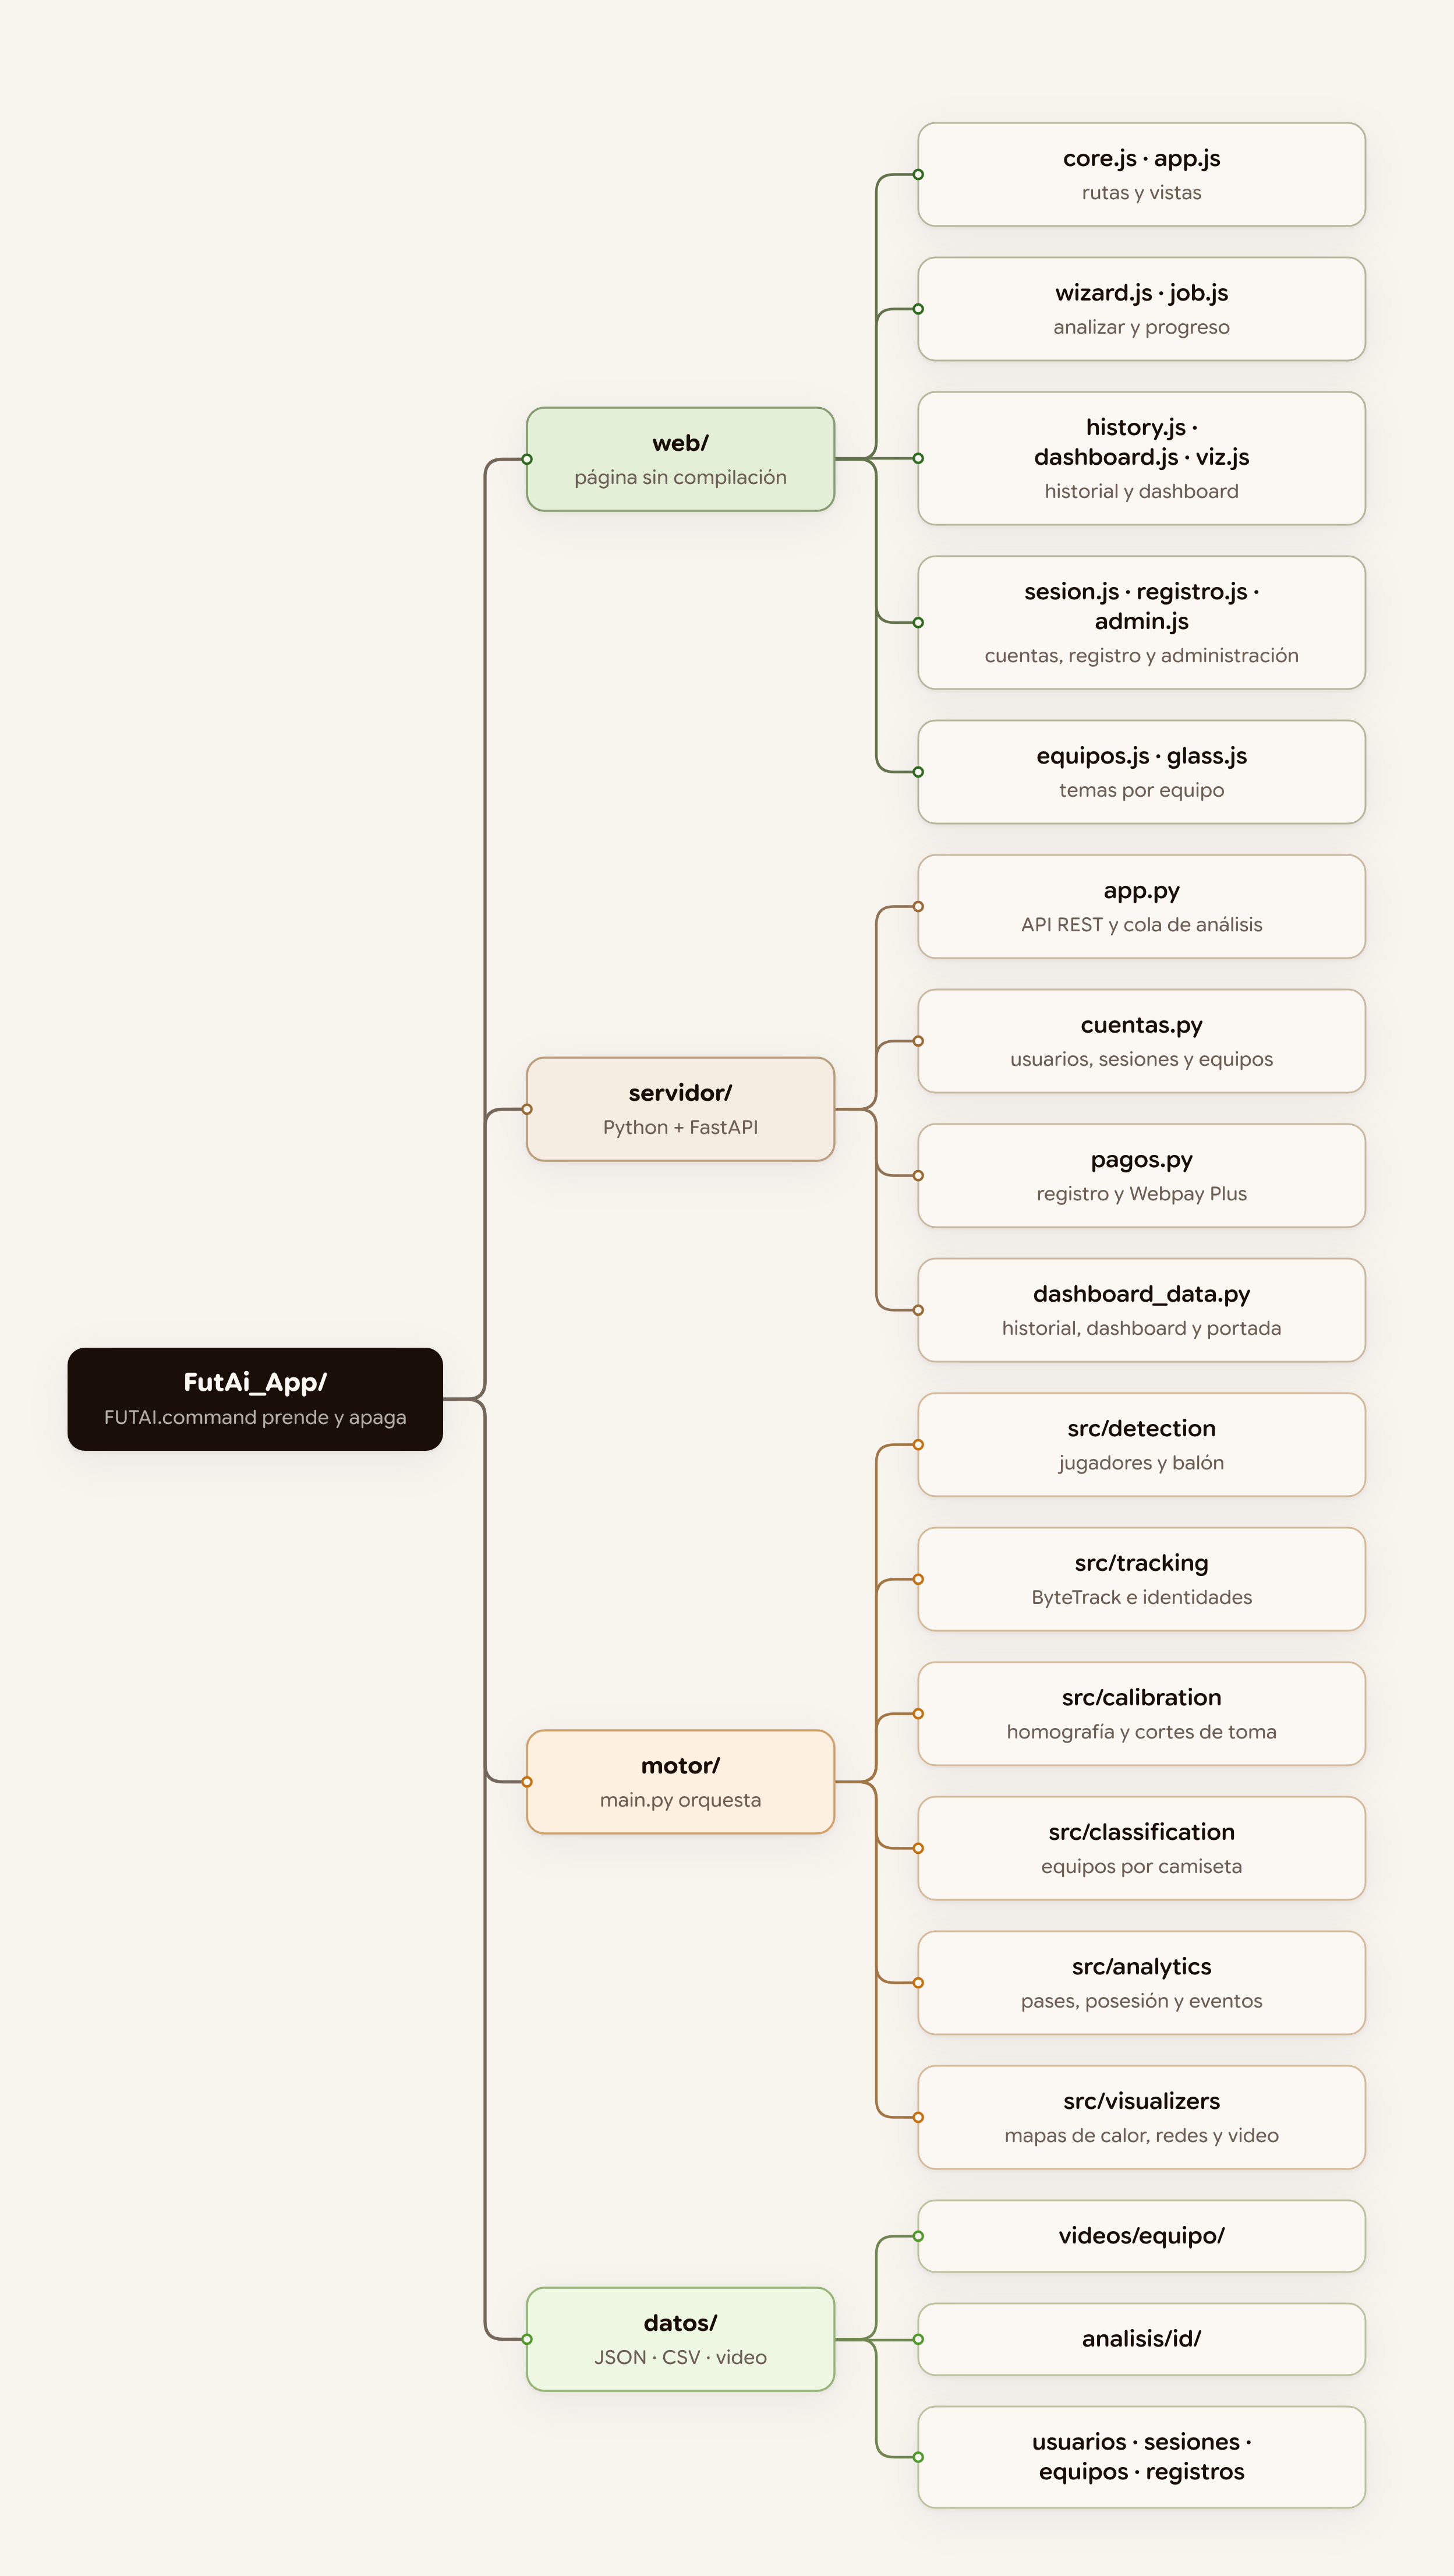 core.js · app.js
rutas y vistas
wizard.js · job.js
analizar y progreso
history.js ·
dashboard.js · viz.js
historial y dashboard
web/
página sin compilación
sesion.js · registro.js ·
admin.js
cuentas, registro y administración
equipos.js · glass.js
temas por equipo
app.py
API REST y cola de análisis
cuentas.py
usuarios, sesiones y equipos
servidor/
Python + FastAPI
pagos.py
registro y Webpay Plus
dashboard_data.py
historial, dashboard y portada
FutAi_App/
FUTAI.command prende y apaga
src/detection
jugadores y balón
src/tracking
ByteTrack e identidades
src/calibration
homografía y cortes de toma
motor/
main.py orquesta
src/classification
equipos por camiseta
src/analytics
pases, posesión y eventos
src/visualizers
mapas de calor, redes y video
videos/equipo/
datos/
JSON · CSV · video
analisis/id/
usuarios · sesiones ·
equipos · registros